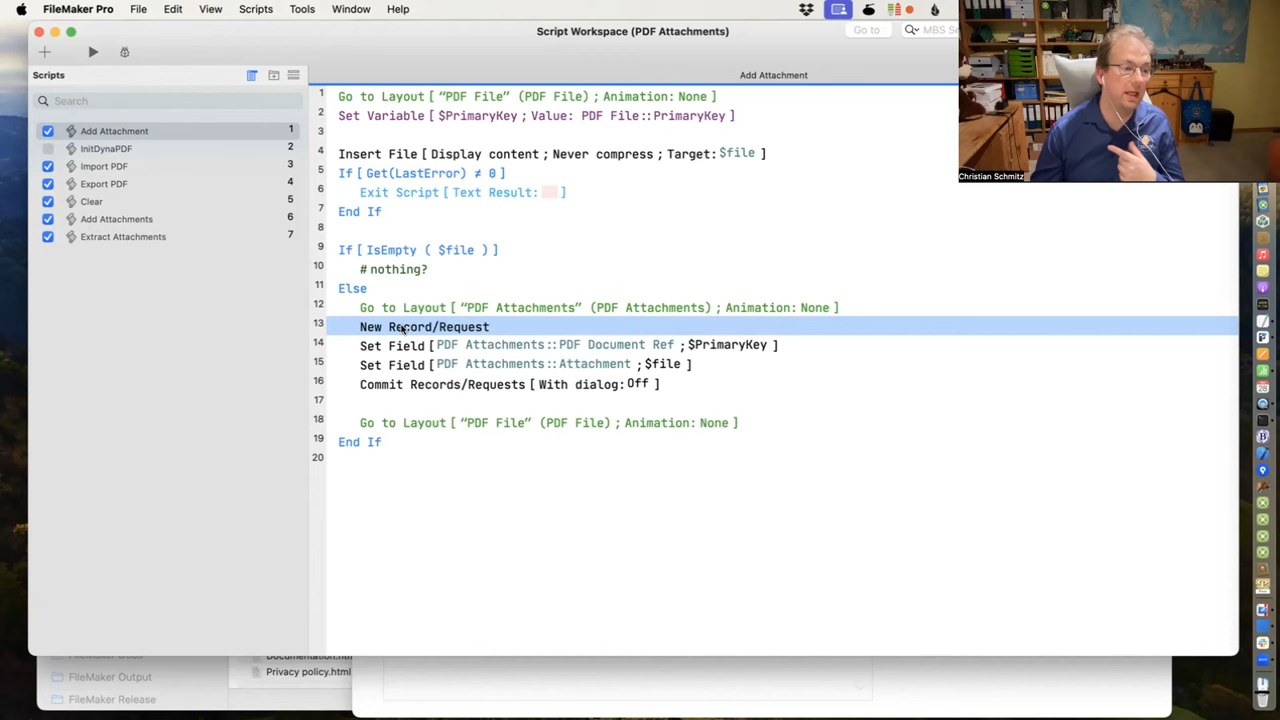 FileMaker Pro File Edit View Scripts Tools Window Help
Script Workspace (PDF Attachments)
Go to
MBS Se
Scripts
Add Attachment
Search
Add Attachment 1
InitDynaPDF 2
Import PDF 3
Export PDF 4
Clear 5
Add Attachments 6
Extract Attachments 7
1 Go to Layout [ “PDF File” (PDF File) ; Animation: None ]
2 Set Variable [ $PrimaryKey ; Value: PDF File::PrimaryKey ]
3
4 Insert File [ Display content ; Never compress ; Target: $file ]
5 If [ Get(LastError) ≠ 0 ]
6 Exit Script [ Text Result: ]
7 End If
8
9 If [ IsEmpty ( $file ) ]
10 # nothing?
11 Else
12 Go to Layout [ “PDF Attachments” (PDF Attachments) ; Animation: None ]
13 New Record/Request
14 Set Field [ PDF Attachments::PDF Document Ref ; $PrimaryKey ]
15 Set Field [ PDF Attachments::Attachment ; $file ]
16 Commit Records/Requests [ With dialog: Off ]
17
18 Go to Layout [ “PDF File” (PDF File) ; Animation: None ]
19 End If
20
Christian Schmitz
FileMaker Output
Privacy policy.html
FileMaker Release